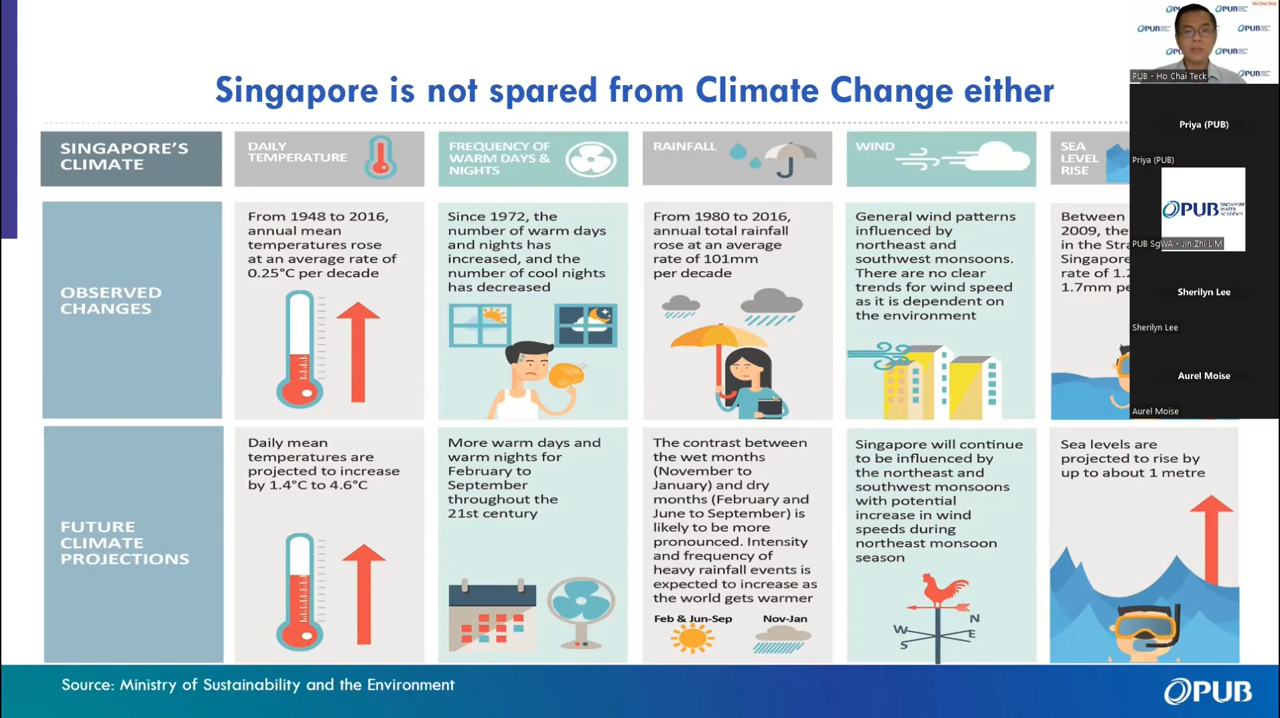 Singapore is not spared from Climate Change either
SINGAPORE'S
CLIMATE
DAILY
TEMPERATURE
FREQUENCY OF
WARM DAYS &
NIGHTS
RAINFALL
WIND
SEA
LEVEL
RISE
OBSERVED
CHANGES
From 1948 to 2016,
annual mean
temperatures rose
at an average rate of
0.25°C per decade
Since 1972, the
number of warm days
and nights has
increased, and the
number of cool nights
has decreased
From 1980 to 2016,
annual total rainfall
rose at an average
rate of 101mm
per decade
General wind patterns
influenced by
northeast and
southwest monsoons.
There are no clear
trends for wind speed
as it is dependent on
the environment
Between
2009, the
in the
Singapore
rate of
1.7mm
FUTURE
CLIMATE
PROJECTIONS
Daily mean
temperatures are
projected to increase
by 1.4°C to 4.6°C
More warm days and
warm nights for
February to
September
throughout the
21st century
The contrast between
the wet months
(November to
January) and dry
months (February and
June to September) is
likely to be more
pronounced. Intensity
and frequency of
heavy rainfall events is
expected to increase as
the world gets warmer
Feb & Jun-Sep
Nov-Jan
Singapore will continue
to be influenced by
the northeast and
southwest monsoons
with potential
increase in wind
speeds during
northeast monsoon
season
N
E
S
W
Sea levels are
projected to rise by
up to about 1 metre
Source: Ministry of Sustainability and the Environment
PUB
Ho Chai Teck
PUB
PUB
PUB
PUB
PUB
PUB - Ho Chai Teck
Priya (PUB)
Priya (PUB)
PUB
SINGAPORE
WATER
ACADEMY
PUB SgWA - Jin Zhi LIM
Sherilyn Lee
Sherilyn Lee
Aurel Moise
Aurel Moise